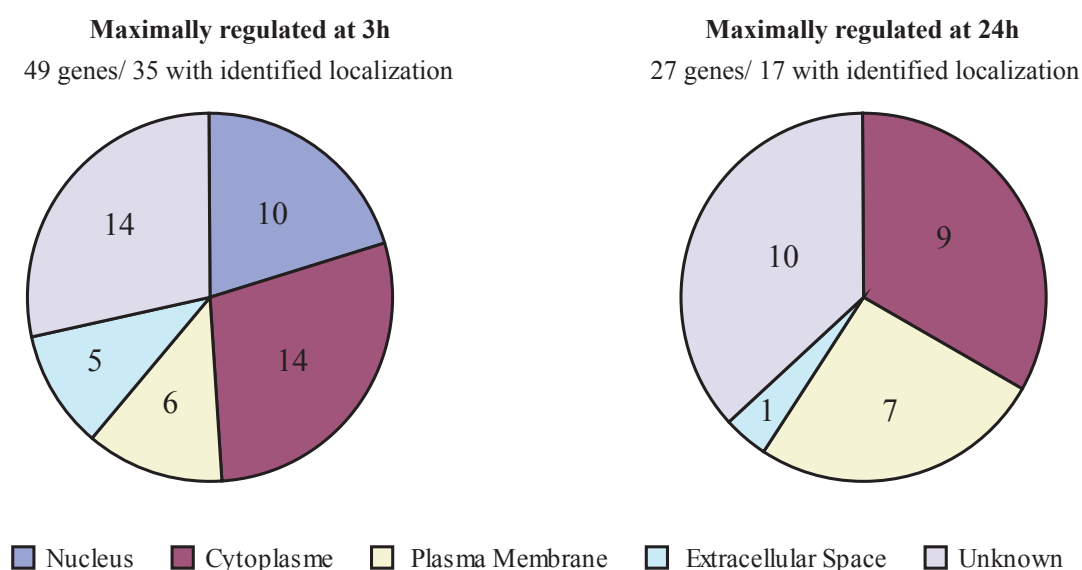 Maximally regulated at 3h
49 genes/ 35 with identified localization
14
10
5
6
14
Maximally regulated at 24h
27 genes/ 17 with identified localization
10
9
1
7
Nucleus Cytoplasme Plasma Membrane Extracellular Space Unknown